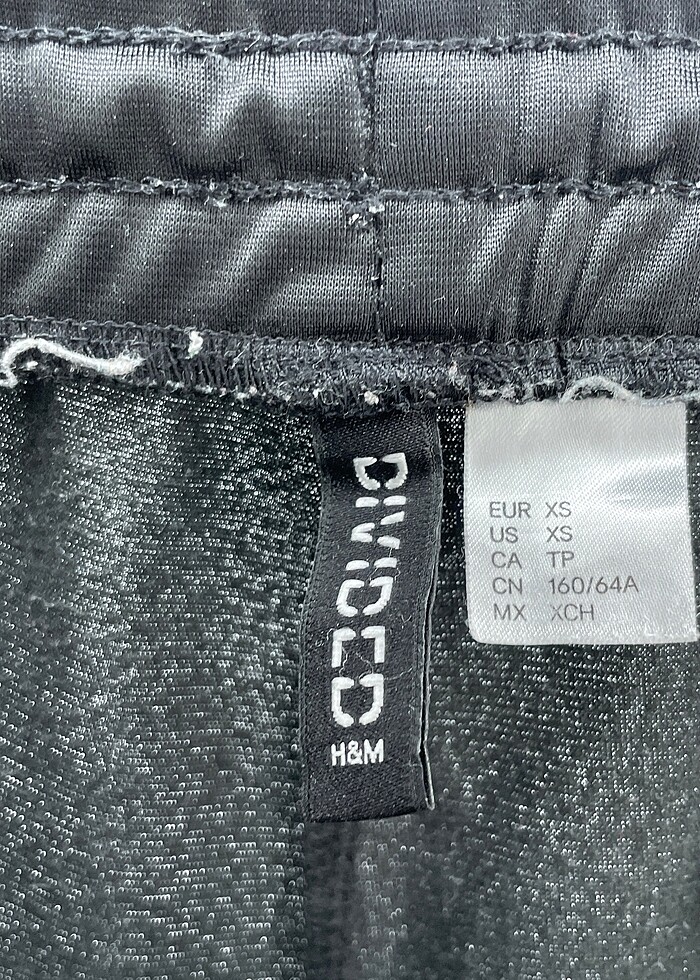 DIVIDED
H&M
EUR XS
US XS
CA TP
CN 160/64A
MX XCH